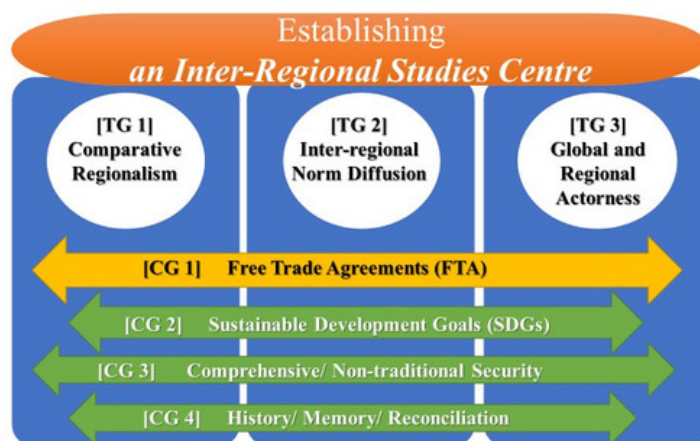 Establishing
an Inter-Regional Studies Centre
[TG 1]
Comparative
Regionalism
[TG 2]
Inter-regional
Norm Diffusion
[TG 3]
Global and
Regional
Actorness
[CG 1] Free Trade Agreements (FTA)
[CG 2] Sustainable Development Goals (SDGs)
[CG 3] Comprehensive/ Non-traditional Security
[CG 4] History/ Memory/ Reconciliation